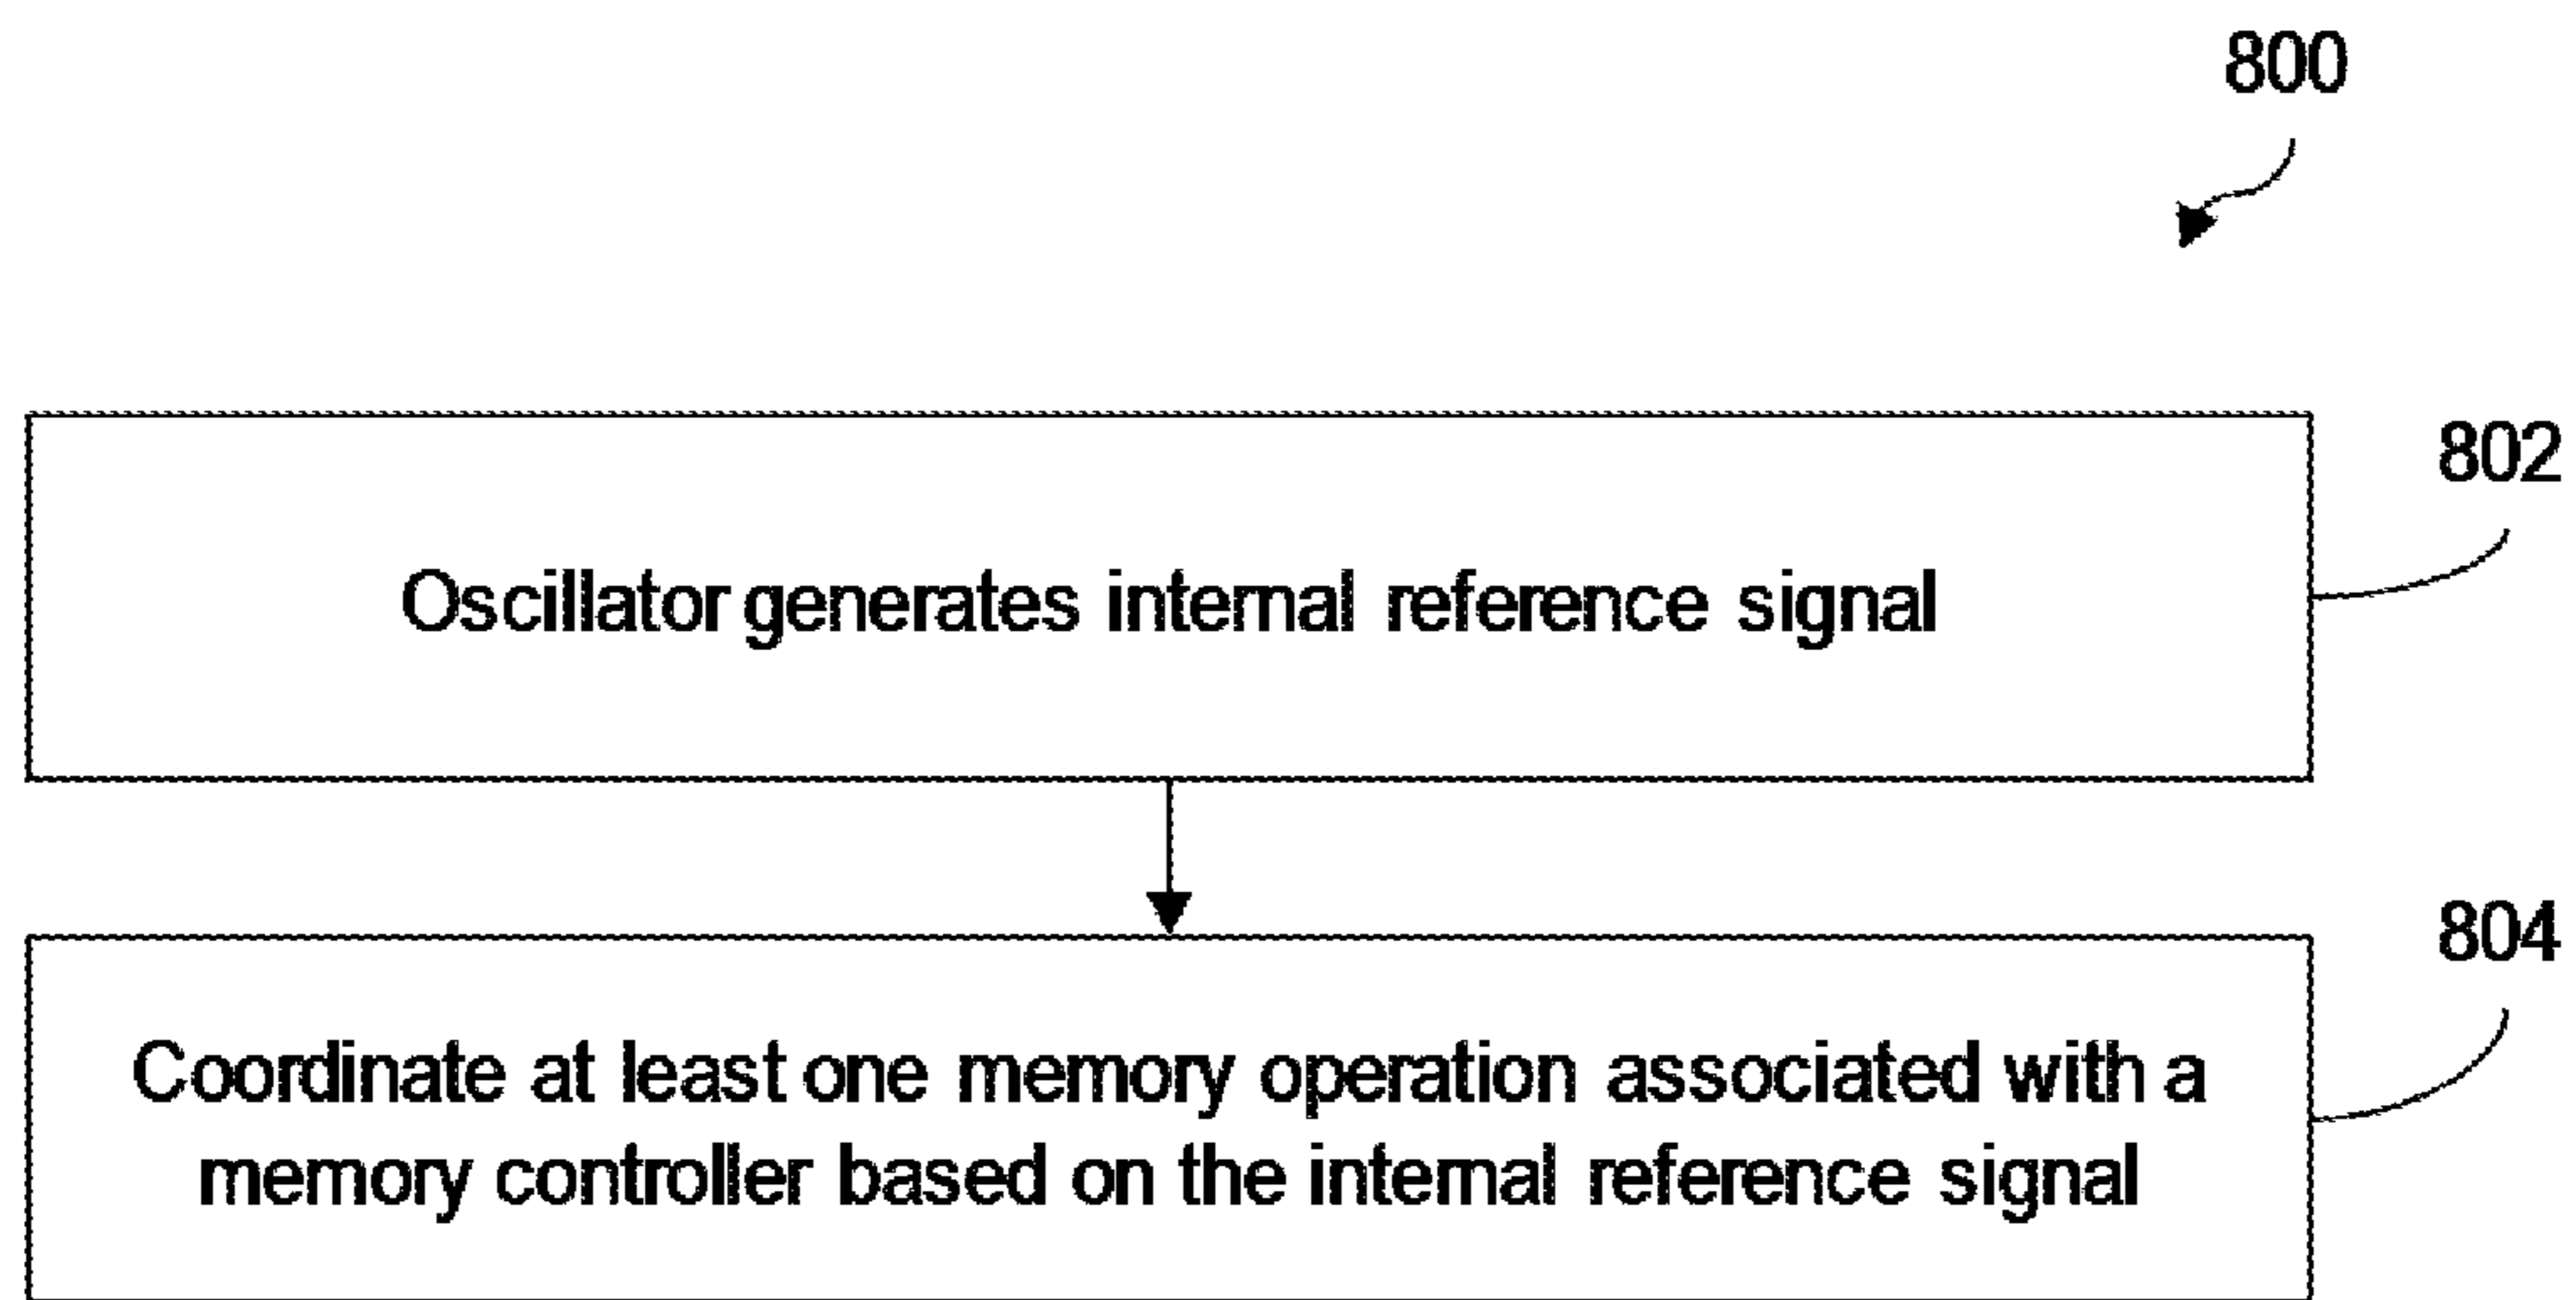 800
802
Oscillator generates internal reference signal
804
Coordinate at least one memory operation associated with a
memory controller based on the internal reference signal